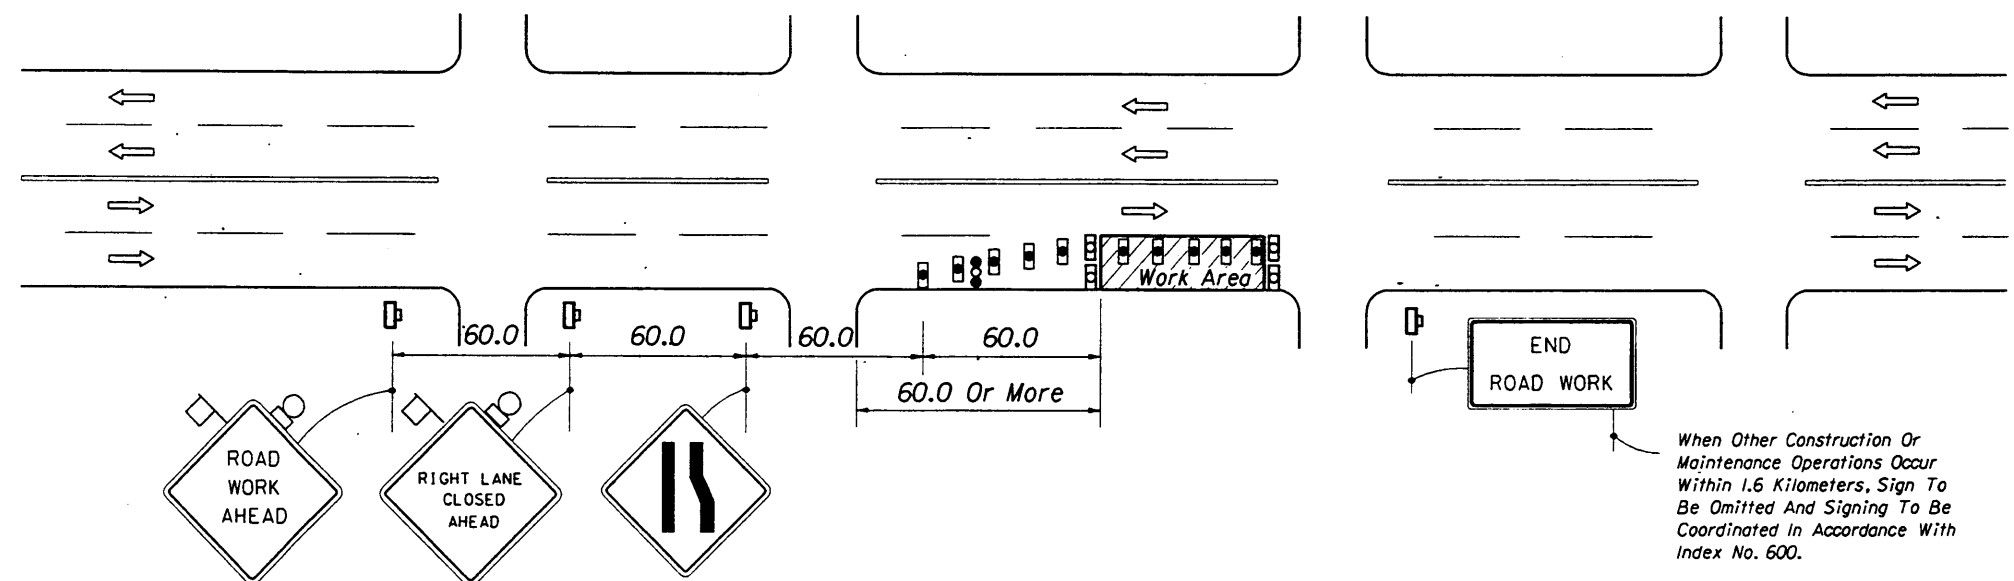 Work Area
60.0
60.0
60.0
60.0
60.0 Or More
ROAD
WORK
AHEAD
RIGHT LANE
CLOSED
AHEAD
END
ROAD WORK
When Other Construction Or
Maintenance Operations Occur
Within 1.6 Kilometers, Sign To
Be Omitted And Signing To Be
Coordinated In Accordance With
Index No. 600.